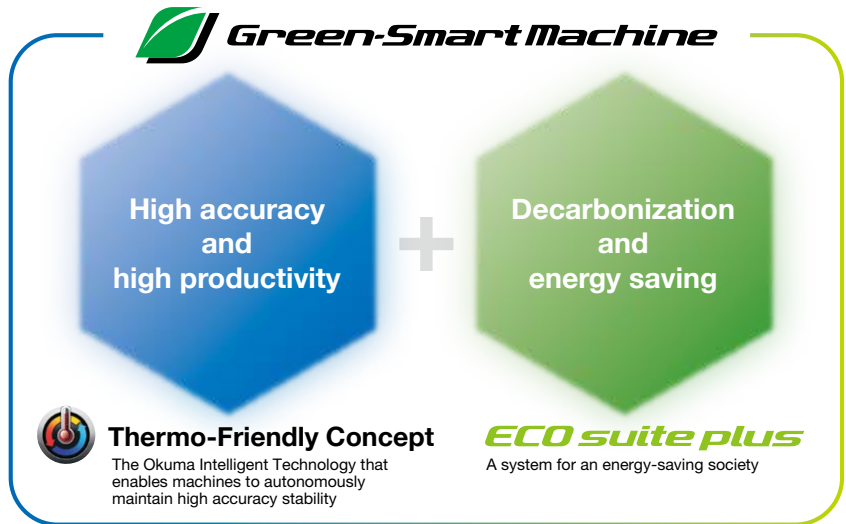 Green-Smart Machine
High accuracy
and
high productivity
+
Decarbonization
and
energy saving
Thermo-Friendly Concept
The Okuma Intelligent Technology that
enables machines to autonomously
maintain high accuracy stability
ECO suite plus
A system for an energy-saving society